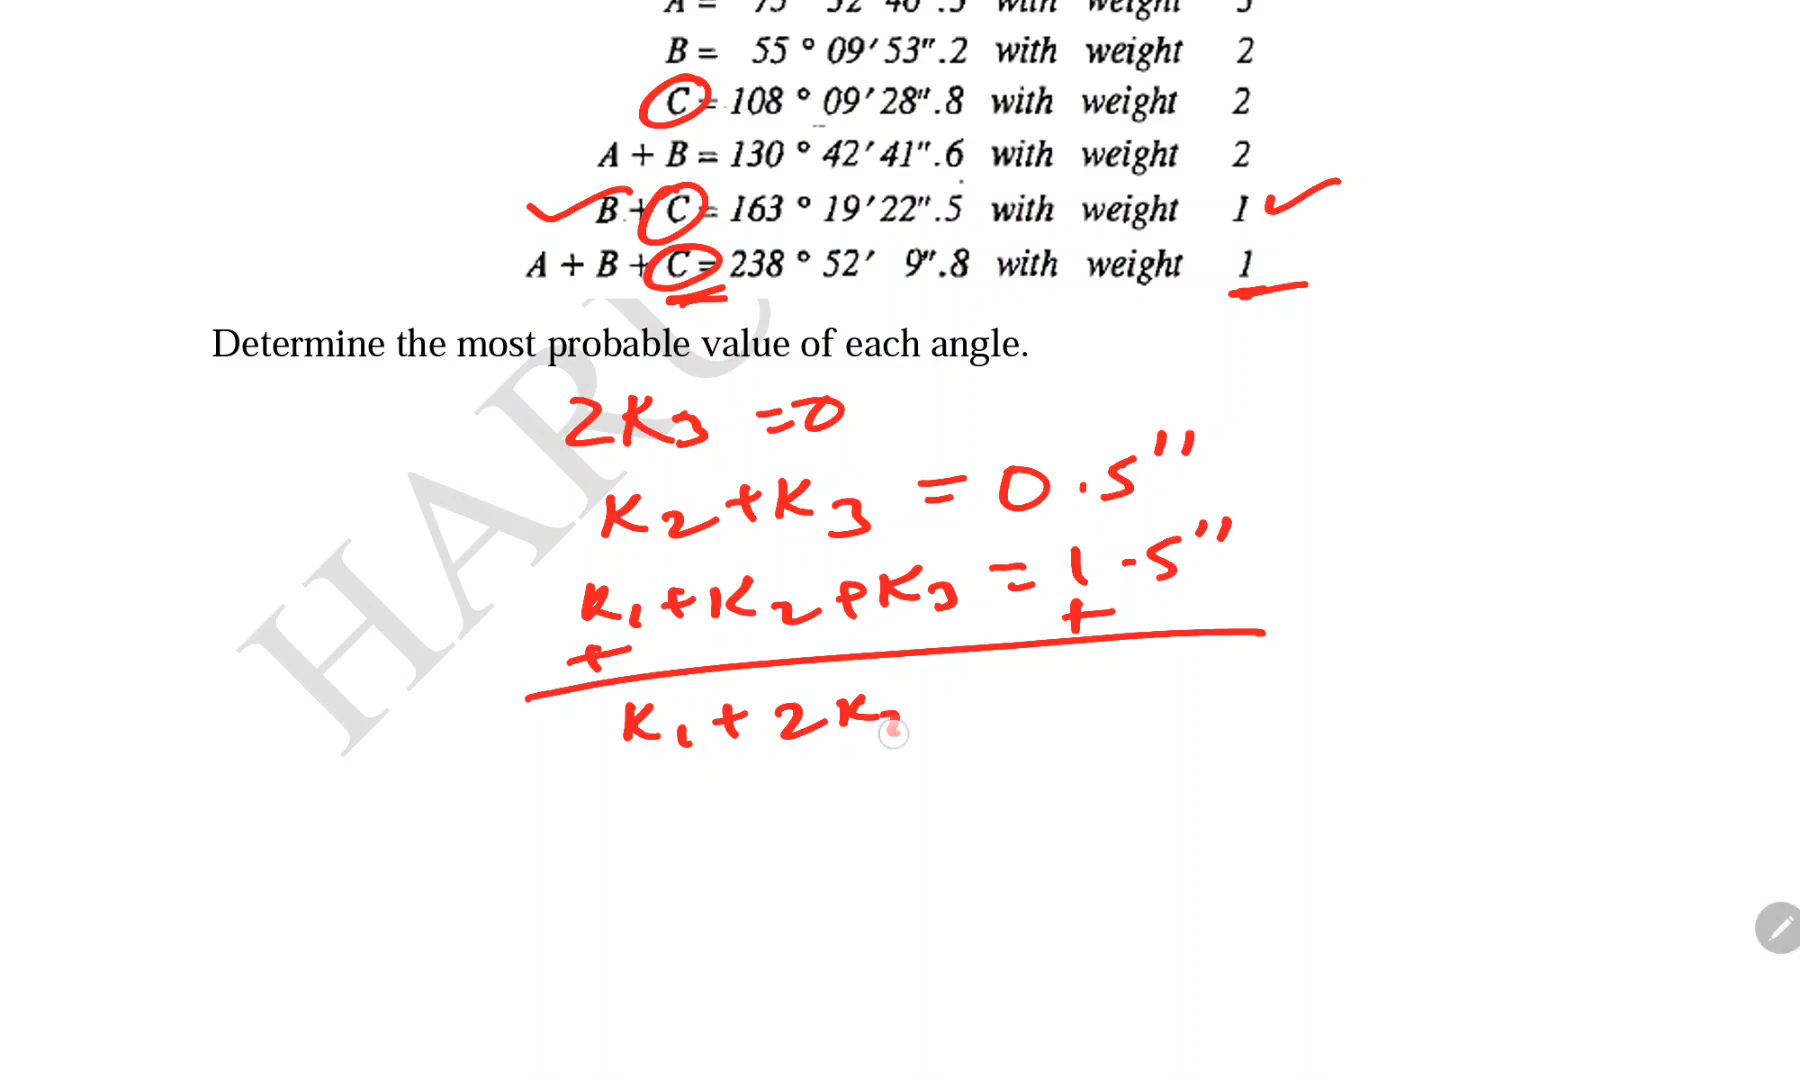 B = 55 ° 09′ 53″.2 with weight 2
C = 108 ° 09′ 28″.8 with weight 2
A + B = 130 ° 42′ 41″.6 with weight 2
B + C = 163 ° 19′ 22″.5 with weight 1
A + B + C = 238 ° 52′ 9″.8 with weight 1
Determine the most probable value of each angle.
2K3 = 0
K2 + K3 = 0.5″
K1 + K2 + K3 = 1.5″
+ +
K1 + 2K2
HARU